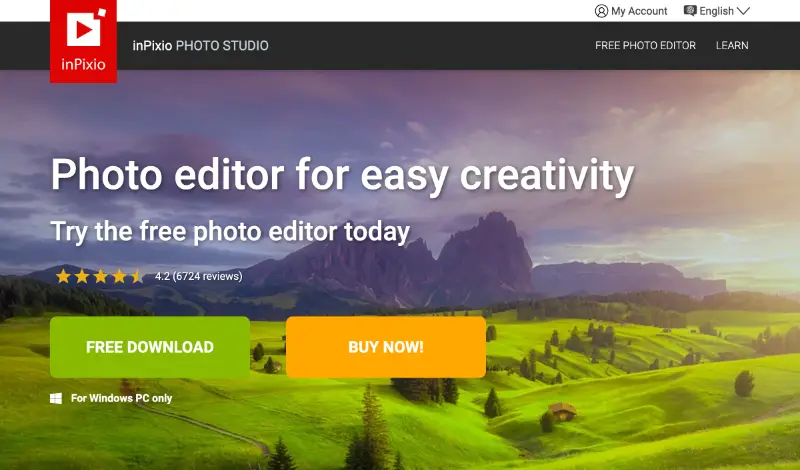 My Account
English
inPixio
inPixio PHOTO STUDIO
FREE PHOTO EDITOR
LEARN
Photo editor for easy creativity
Try the free photo editor today
4.2 (6724 reviews)
FREE DOWNLOAD
BUY NOW!
For Windows PC only